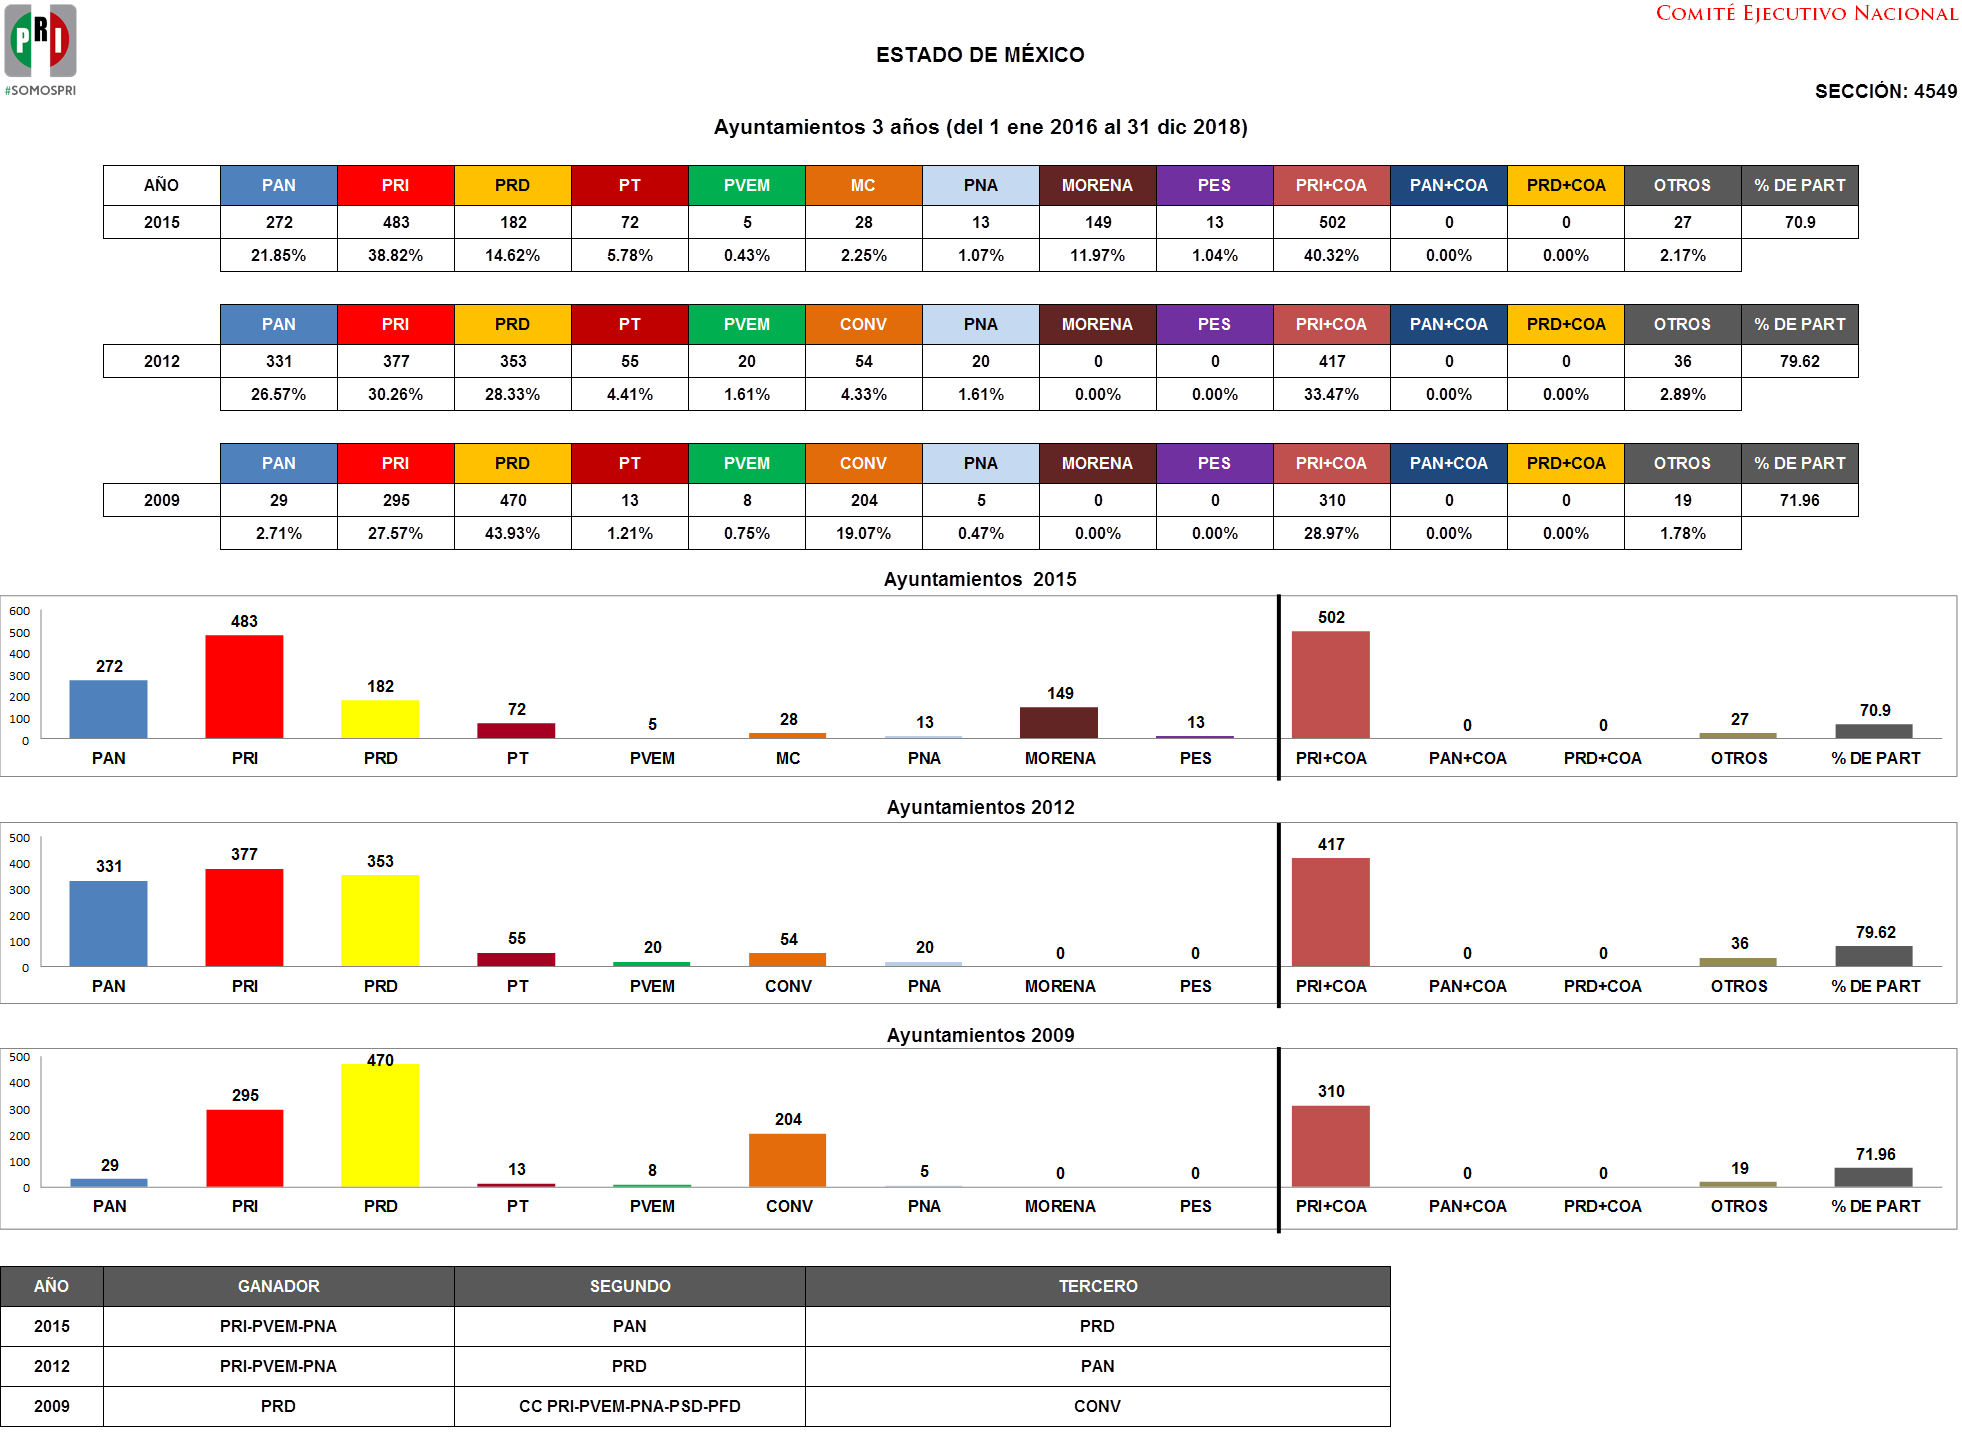 PRI
#SOMOSPRI
COMITÉ EJECUTIVO NACIONAL
ESTADO DE MÉXICO
SECCIÓN: 4549
Ayuntamientos 3 años (del 1 ene 2016 al 31 dic 2018)
AÑO PAN PRI PRD PT PVEM MC PNA MORENA PES PRI+COA PAN+COA PRD+COA OTROS % DE PART
2015 272 483 182 72 5 28 13 149 13 502 0 0 27 70.9
21.85% 38.82% 14.62% 5.78% 0.43% 2.25% 1.07% 11.97% 1.04% 40.32% 0.00% 0.00% 2.17%
PAN PRI PRD PT PVEM CONV PNA MORENA PES PRI+COA PAN+COA PRD+COA OTROS % DE PART
2012 331 377 353 55 20 54 20 0 0 417 0 0 36 79.62
26.57% 30.26% 28.33% 4.41% 1.61% 4.33% 1.61% 0.00% 0.00% 33.47% 0.00% 0.00% 2.89%
PAN PRI PRD PT PVEM CONV PNA MORENA PES PRI+COA PAN+COA PRD+COA OTROS % DE PART
2009 29 295 470 13 8 204 5 0 0 310 0 0 19 71.96
2.71% 27.57% 43.93% 1.21% 0.75% 19.07% 0.47% 0.00% 0.00% 28.97% 0.00% 0.00% 1.78%
Ayuntamientos 2015
600
500
400
300
200
100
0
272 483 182 72 5 28 13 149 13 502 0 0 27 70.9
PAN PRI PRD PT PVEM MC PNA MORENA PES PRI+COA PAN+COA PRD+COA OTROS % DE PART
Ayuntamientos 2012
500
400
300
200
100
0
331 377 353 55 20 54 20 0 0 417 0 0 36 79.62
PAN PRI PRD PT PVEM CONV PNA MORENA PES PRI+COA PAN+COA PRD+COA OTROS % DE PART
Ayuntamientos 2009
500
400
300
200
100
0
29 295 470 13 8 204 5 0 0 310 0 0 19 71.96
PAN PRI PRD PT PVEM CONV PNA MORENA PES PRI+COA PAN+COA PRD+COA OTROS % DE PART
AÑO GANADOR SEGUNDO TERCERO
2015 PRI-PVEM-PNA PAN PRD
2012 PRI-PVEM-PNA PRD PAN
2009 PRD CC PRI-PVEM-PNA-PSD-PFD CONV